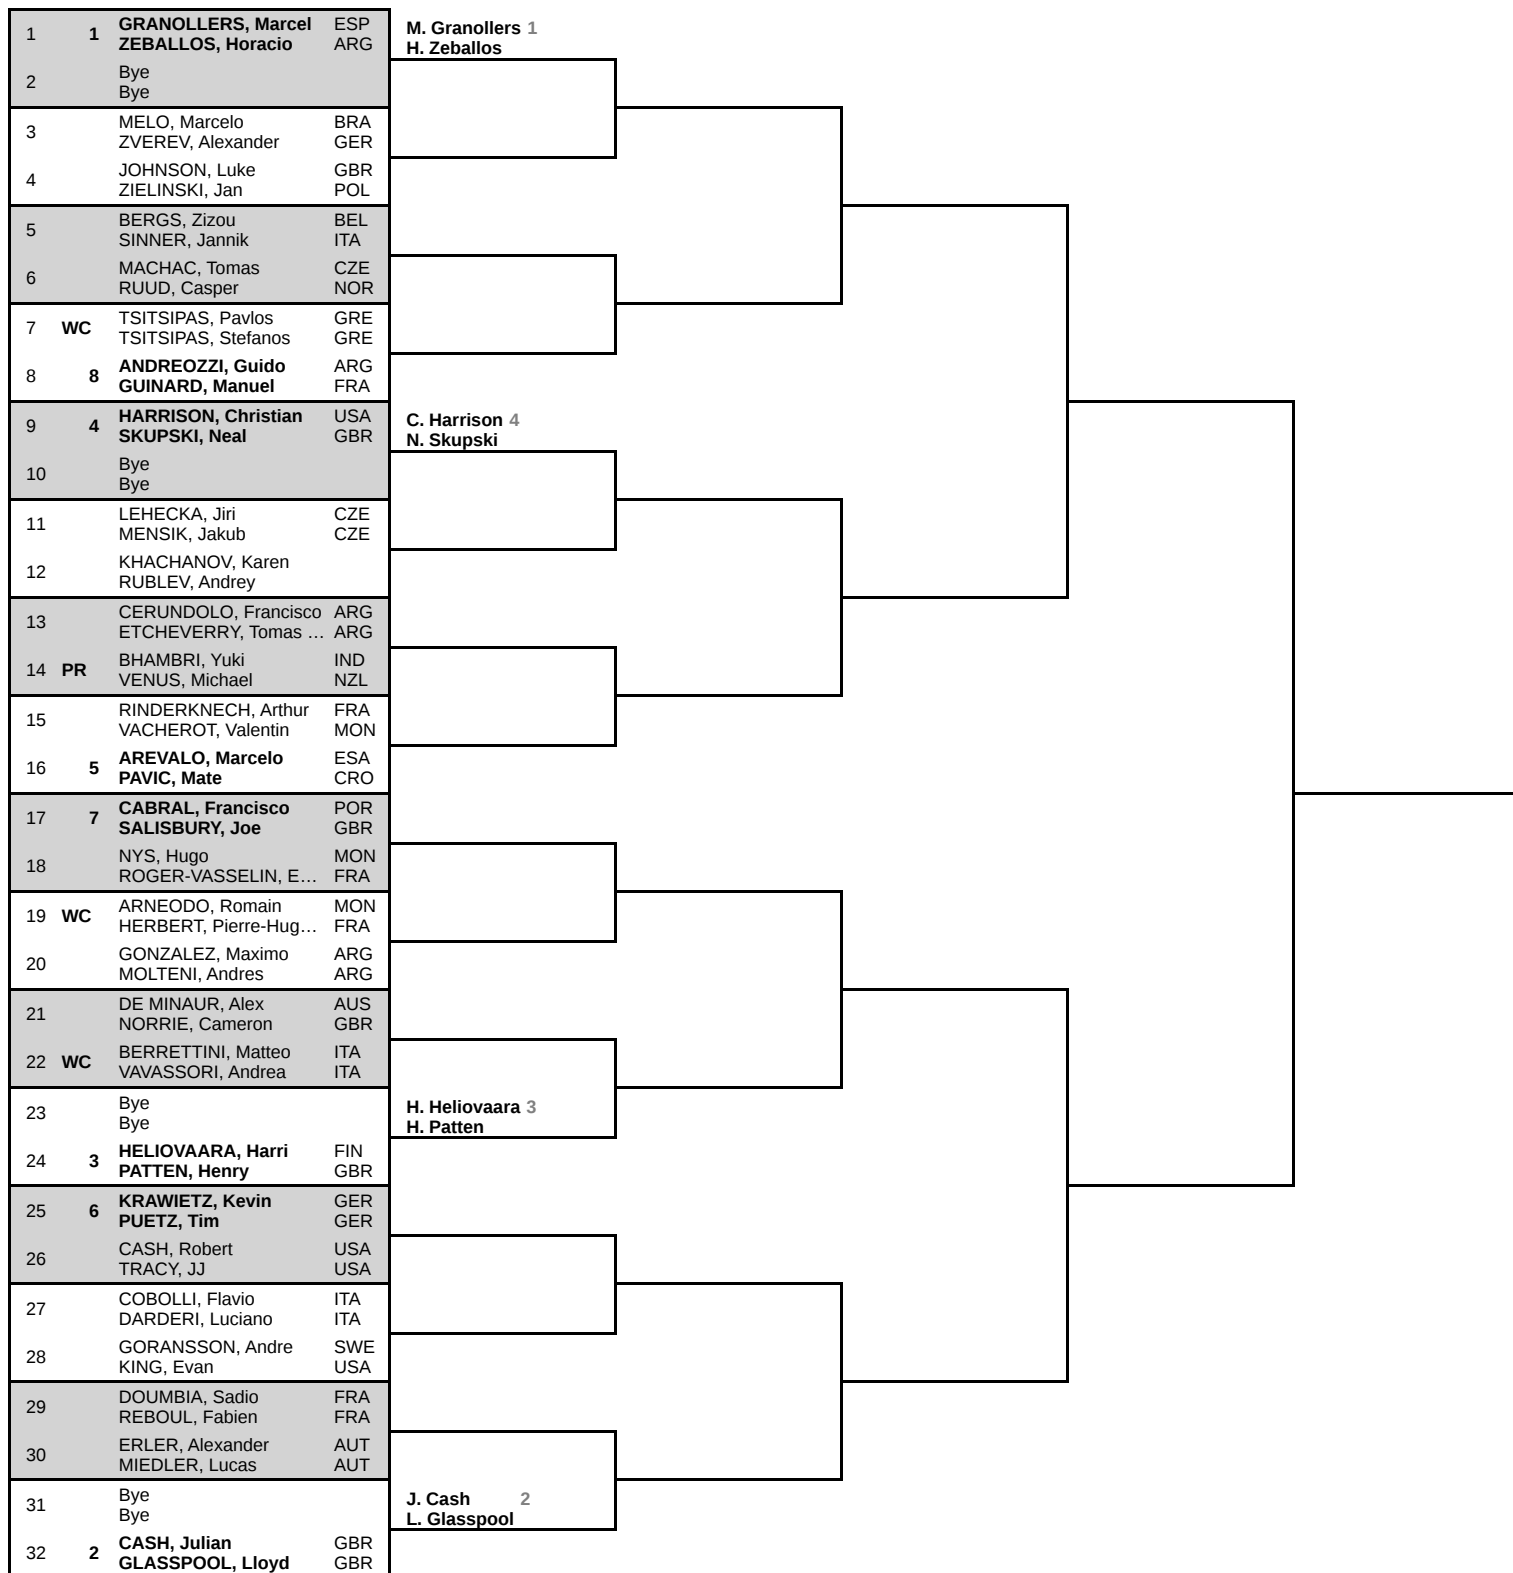 1 1 GRANOLLERS, Marcel ESP
ZEBALLOS, Horacio ARG
M. Granollers 1
H. Zeballos
2 Bye
Bye
3 MELO, Marcelo BRA
ZVEREV, Alexander GER
4 JOHNSON, Luke GBR
ZIELINSKI, Jan POL
5 BERGS, Zizou BEL
SINNER, Jannik ITA
6 MACHAC, Tomas CZE
RUUD, Casper NOR
7 WC TSITSIPAS, Pavlos GRE
TSITSIPAS, Stefanos GRE
8 8 ANDREOZZI, Guido ARG
GUINARD, Manuel FRA
9 4 HARRISON, Christian USA
SKUPSKI, Neal GBR
C. Harrison 4
N. Skupski
10 Bye
Bye
11 LEHECKA, Jiri CZE
MENSIK, Jakub CZE
12 KHACHANOV, Karen
RUBLEV, Andrey
13 CERUNDOLO, Francisco ARG
ETCHEVERRY, Tomas … ARG
14 PR BHAMBRI, Yuki IND
VENUS, Michael NZL
15 RINDERKNECH, Arthur FRA
VACHEROT, Valentin MON
16 5 AREVALO, Marcelo ESA
PAVIC, Mate CRO
17 7 CABRAL, Francisco POR
SALISBURY, Joe GBR
18 NYS, Hugo MON
ROGER-VASSELIN, E… FRA
19 WC ARNEODO, Romain MON
HERBERT, Pierre-Hug… FRA
20 GONZALEZ, Maximo ARG
MOLTENI, Andres ARG
21 DE MINAUR, Alex AUS
NORRIE, Cameron GBR
22 WC BERRETTINI, Matteo ITA
VAVASSORI, Andrea ITA
23 Bye
Bye
H. Heliovaara 3
H. Patten
24 3 HELIOVAARA, Harri FIN
PATTEN, Henry GBR
25 6 KRAWIETZ, Kevin GER
PUETZ, Tim GER
26 CASH, Robert USA
TRACY, JJ USA
27 COBOLLI, Flavio ITA
DARDERI, Luciano ITA
28 GORANSSON, Andre SWE
KING, Evan USA
29 DOUMBIA, Sadio FRA
REBOUL, Fabien FRA
30 ERLER, Alexander AUT
MIEDLER, Lucas AUT
31 Bye
Bye
J. Cash 2
L. Glasspool
32 2 CASH, Julian GBR
GLASSPOOL, Lloyd GBR